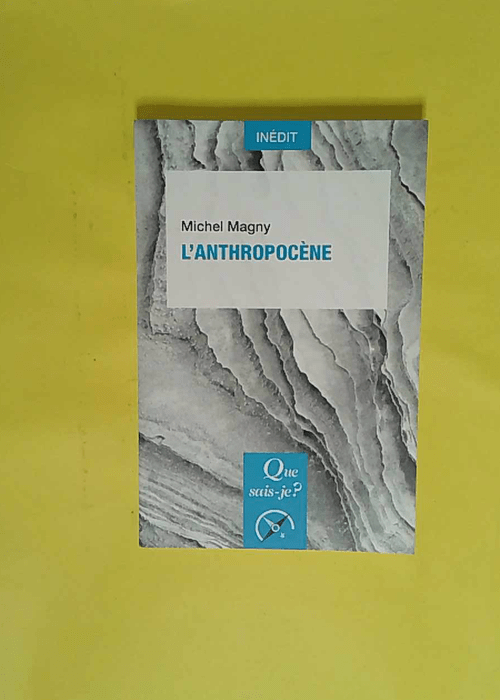 INÉDIT
Michel Magny
L'ANTHROPOCÈNE
Que
sais-je?